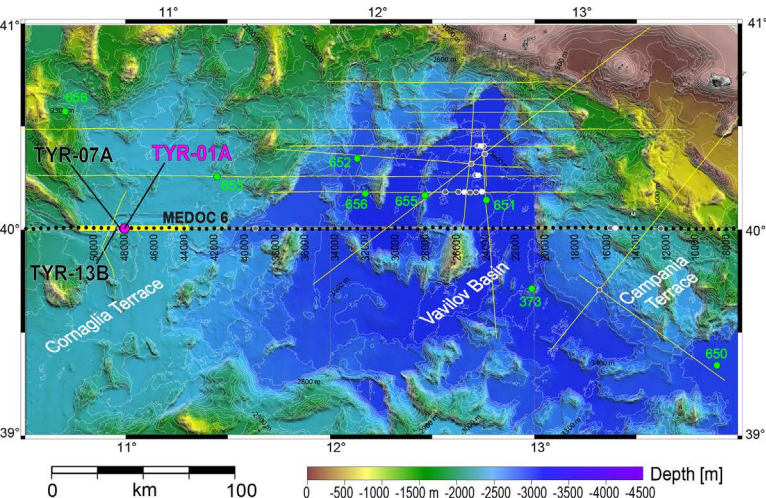 11° 12° 13°
41° 41°
656
652
TYR-07A TYR-01A
653
656
655
651
MEDOC 6
40° 40°
50000 48000 46000 44000 42000 40000 38000 36000 34000 32000 30000 28000 26000 24000 22000 20000 18000 16000 14000 12000 10000 8000
TYR-13B
Cornaglia Terrace
Vavilov Basin
373
Campania Terrace
650
2800 m
39° 39°
11° 12° 13°
0 km 100
0 -500 -1000 -1500 m -2000 -2500 -3000 -3500 -4000 -4500
Depth [m]